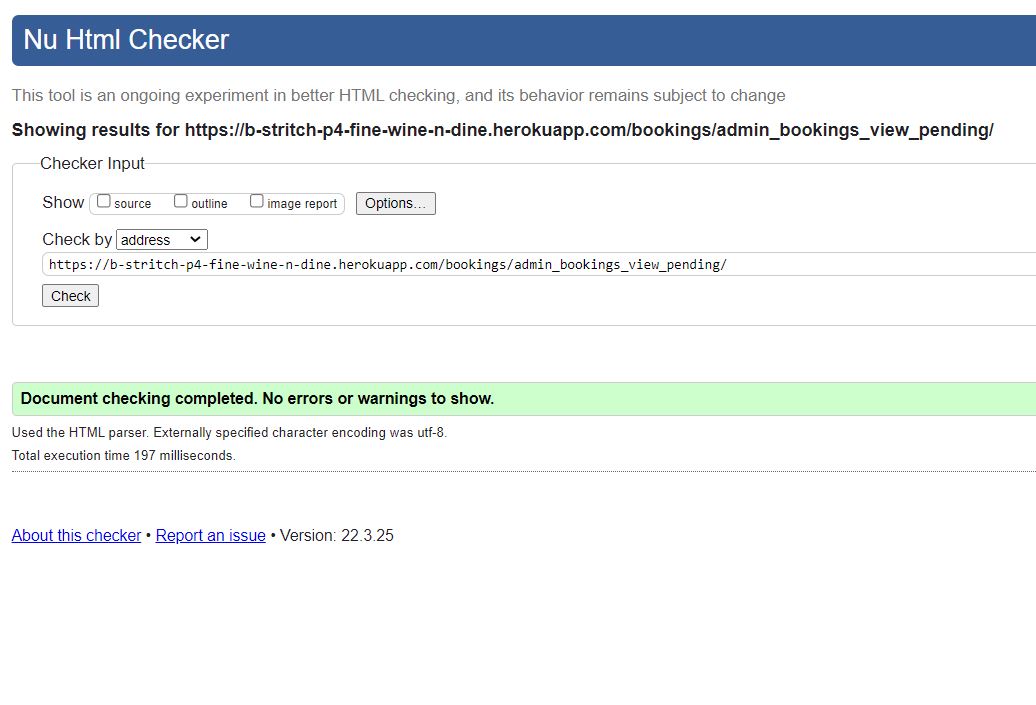 Nu Html Checker
This tool is an ongoing experiment in better HTML checking, and its behavior remains subject to change
Showing results for https://b-stritch-p4-fine-wine-n-dine.herokuapp.com/bookings/admin_bookings_view_pending/
Checker Input
Show source outline image report Options...
Check by address
https://b-stritch-p4-fine-wine-n-dine.herokuapp.com/bookings/admin_bookings_view_pending/
Check
Document checking completed. No errors or warnings to show.
Used the HTML parser. Externally specified character encoding was utf-8.
Total execution time 197 milliseconds.
About this checker • Report an issue • Version: 22.3.25